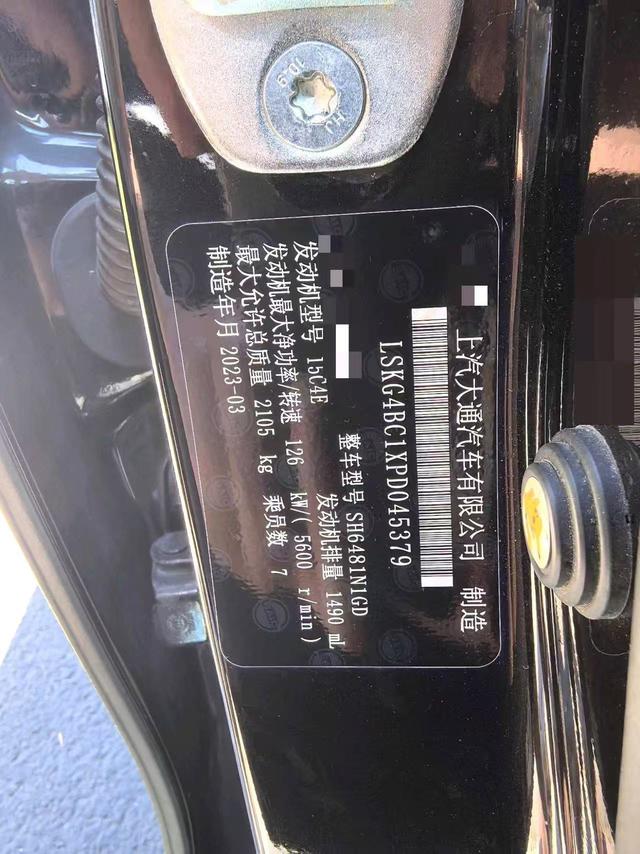 上汽大通汽车有限公司 制造
LSKG4BC1XPD045379
整车型号 SH6481N1GD
发动机型号 15C4E 发动机排量 1490 mL
发动机最大净功率/转速 126 kW/( 5600 r/min )
最大允许总质量 2105 kg 乘员数 7
制造年月 2023-03
10.9
HJ